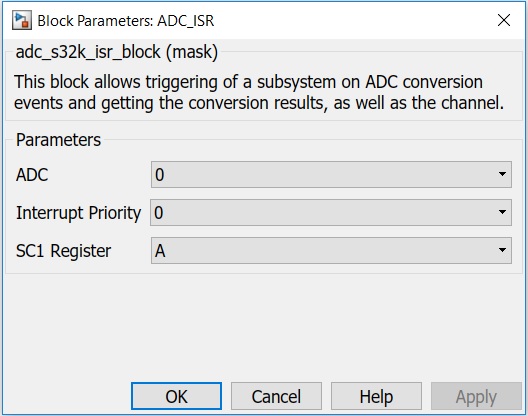 Block Parameters: ADC_ISR
adc_s32k_isr_block (mask)
This block allows triggering of a subsystem on ADC conversion
events and getting the conversion results, as well as the channel.
Parameters
ADC 0
Interrupt Priority 0
SC1 Register A
OK Cancel Help Apply